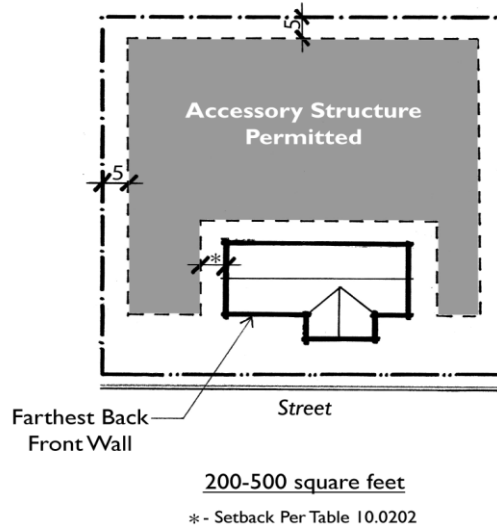 5
Accessory Structure
Permitted
5
*
Farthest Back
Front Wall
Street
200-500 square feet
* - Setback Per Table 10.0202